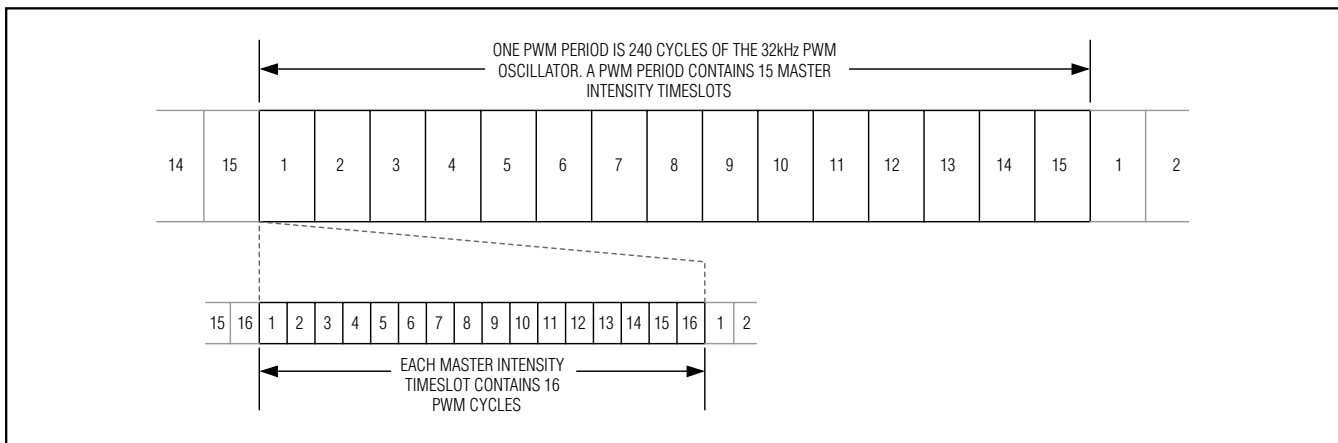 ONE PWM PERIOD IS 240 CYCLES OF THE 32kHz PWM
OSCILLATOR. A PWM PERIOD CONTAINS 15 MASTER
INTENSITY TIMESLOTS
14 15 1 2 3 4 5 6 7 8 9 10 11 12 13 14 15 1 2
15 16 1 2 3 4 5 6 7 8 9 10 11 12 13 14 15 16 1 2
EACH MASTER INTENSITY
TIMESLOT CONTAINS 16
PWM CYCLES